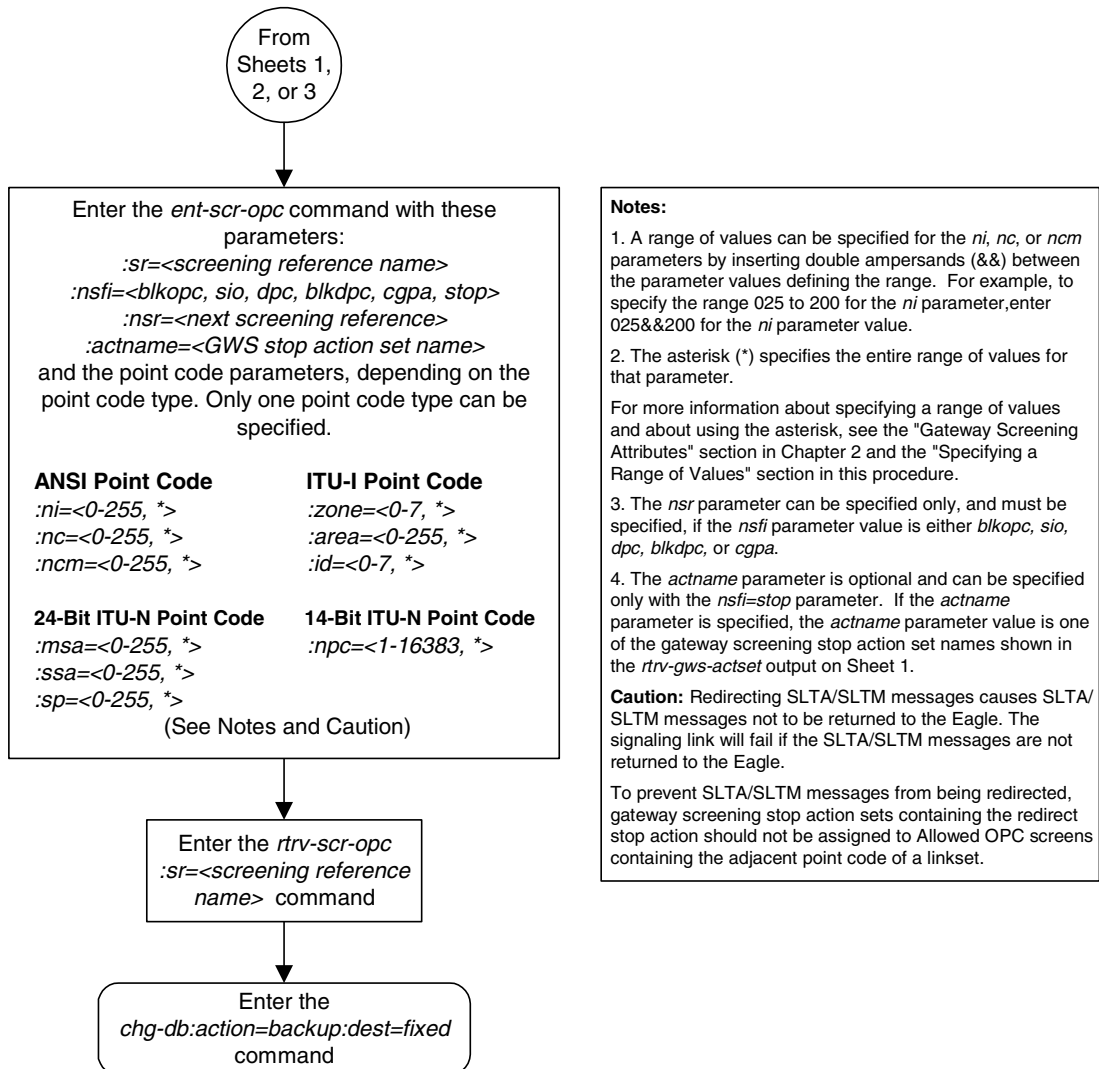 From
Sheets 1,
2, or 3
Enter the ent-scr-opc command with these
parameters:
:sr=<screening reference name>
:nsfi=<blkopc, sio, dpc, blkdpc, cgpa, stop>
:nsr=<next screening reference>
:actname=<GWS stop action set name>
and the point code parameters, depending on the
point code type. Only one point code type can be
specified.
ANSI Point Code
:ni=<0-255, *>
:nc=<0-255, *>
:ncm=<0-255, *>
ITU-I Point Code
:zone=<0-7, *>
:area=<0-255, *>
:id=<0-7, *>
24-Bit ITU-N Point Code
:msa=<0-255, *>
:ssa=<0-255, *>
:sp=<0-255, *>
14-Bit ITU-N Point Code
:npc=<1-16383, *>
(See Notes and Caution)
Enter the rtrv-scr-opc
:sr=<screening reference
name> command
Enter the
chg-db:action=backup:dest=fixed
command
Notes:
1. A range of values can be specified for the ni, nc, or ncm
parameters by inserting double ampersands (&&) between
the parameter values defining the range. For example, to
specify the range 025 to 200 for the ni parameter,enter
025&&200 for the ni parameter value.
2. The asterisk (*) specifies the entire range of values for
that parameter.
For more information about specifying a range of values
and about using the asterisk, see the "Gateway Screening
Attributes" section in Chapter 2 and the "Specifying a
Range of Values" section in this procedure.
3. The nsr parameter can be specified only, and must be
specified, if the nsfi parameter value is either blkopc, sio,
dpc, blkdpc, or cgpa.
4. The actname parameter is optional and can be specified
only with the nsfi=stop parameter. If the actname
parameter is specified, the actname parameter value is one
of the gateway screening stop action set names shown in
the rtrv-gws-actset output on Sheet 1.
Caution: Redirecting SLTA/SLTM messages causes SLTA/
SLTM messages not to be returned to the Eagle. The
signaling link will fail if the SLTA/SLTM messages are not
returned to the Eagle.
To prevent SLTA/SLTM messages from being redirected,
gateway screening stop action sets containing the redirect
stop action should not be assigned to Allowed OPC screens
containing the adjacent point code of a linkset.